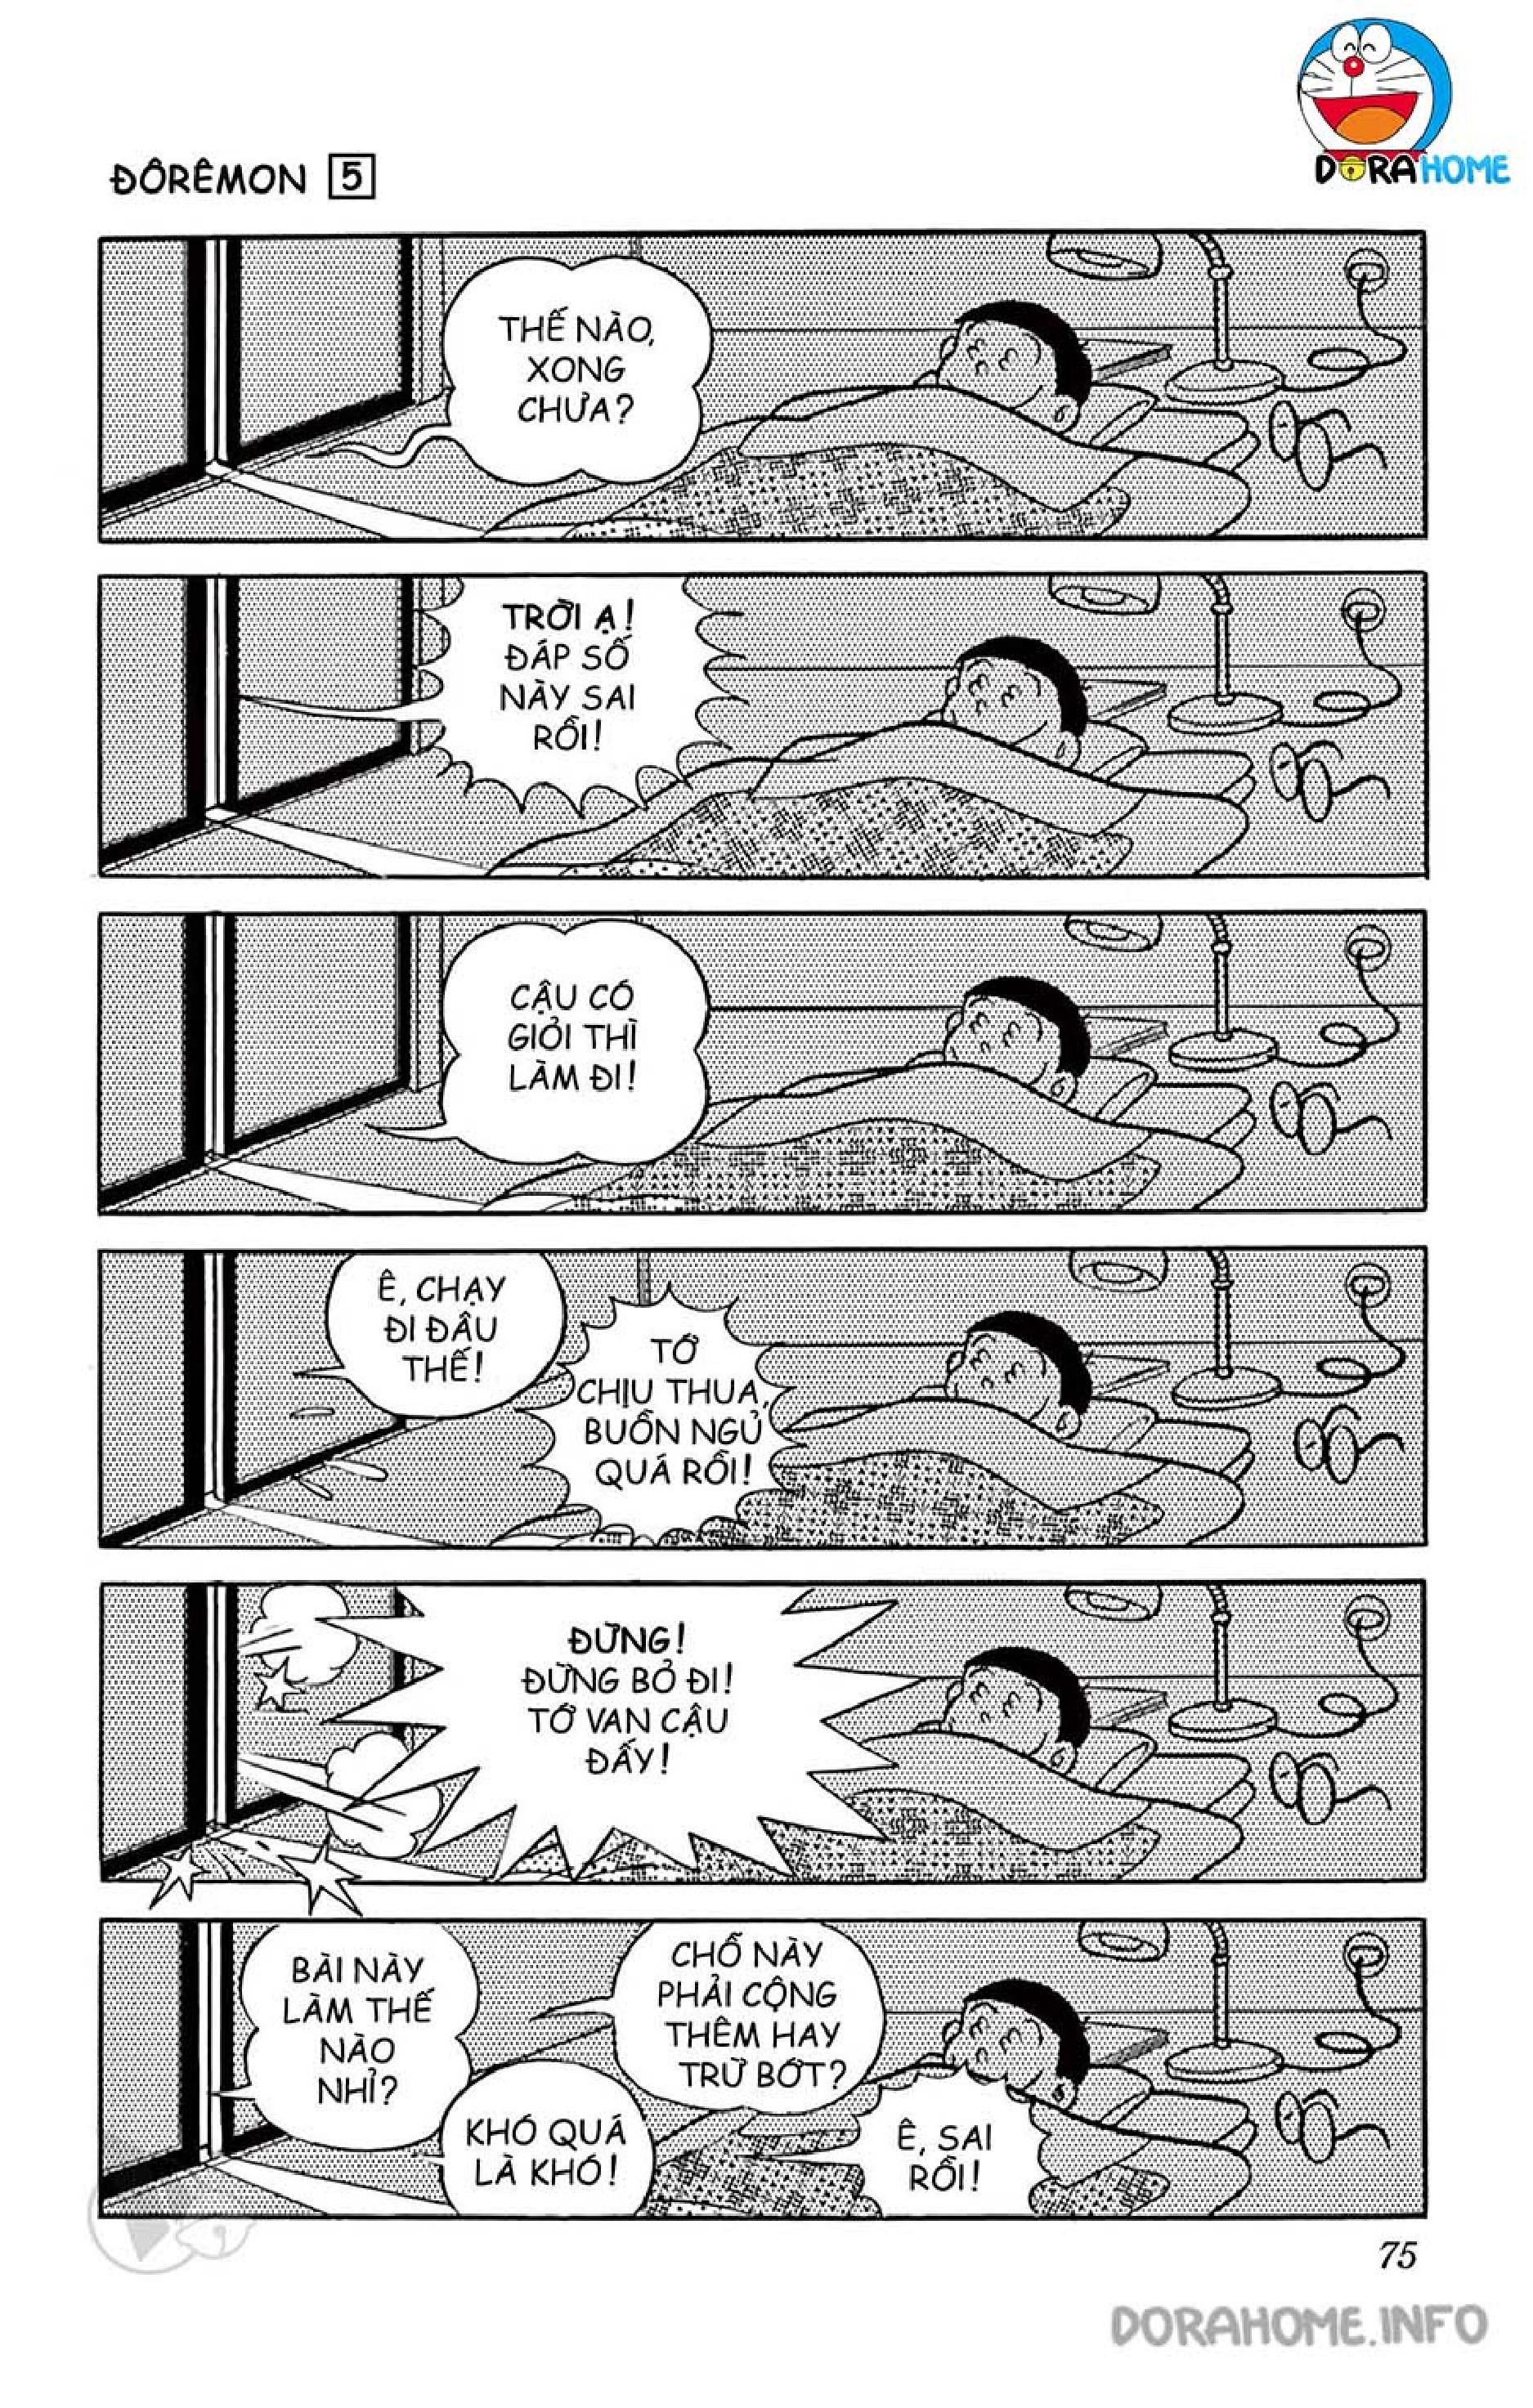 DORAHOME
ĐÔRÊMON 5
THẾ NÀO,
XONG
CHƯA?
TRỜI Ạ!
ĐÁP SỐ
NÀY SAI
RỒI!
CẬU CÓ
GIỎI THÌ
LÀM ĐI!
Ê, CHẠY
ĐI ĐÂU
THẾ!
TỚ
CHỊU THUA,
BUỒN NGỦ
QUÁ RỒI!
ĐỪNG!
ĐỪNG BỎ ĐI!
TỚ VAN CẬU
ĐẤY!
BÀI NÀY
LÀM THẾ
NÀO
NHỈ?
KHÓ QUÁ
LÀ KHÓ!
CHỖ NÀY
PHẢI CỘNG
THÊM HAY
TRỪ BỚT?
Ê, SAI
RỒI!
75
DORAHOME.INFO